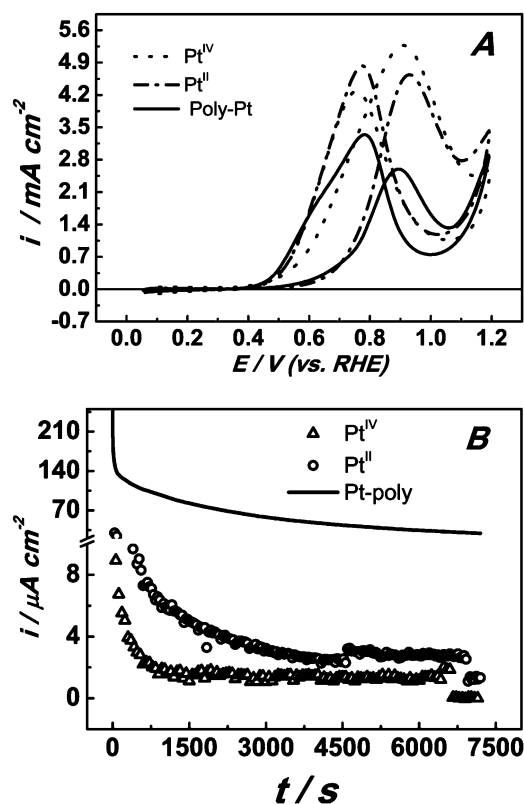 A
Pt^IV
Pt^II
Poly-Pt
i / mA cm^-2
5.6
4.9
4.2
3.5
2.8
2.1
1.4
0.7
0.0
-0.7
0.0 0.2 0.4 0.6 0.8 1.0 1.2
E / V (vs. RHE)
B
Pt^IV
Pt^II
Pt-poly
i / μA cm^-2
210
140
70
8
4
0
0 1500 3000 4500 6000 7500
t / s